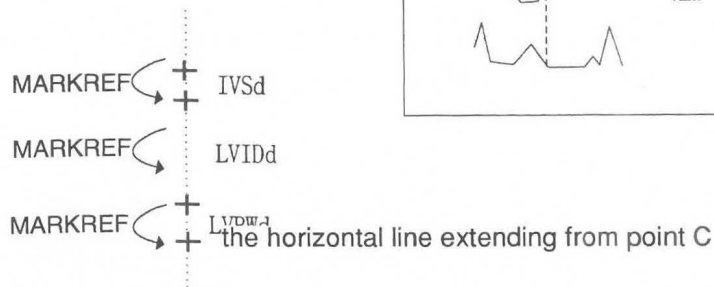 MARKREF IVSd
MARKREF LVIDd
MARKREF
the horizontal line extending from point C